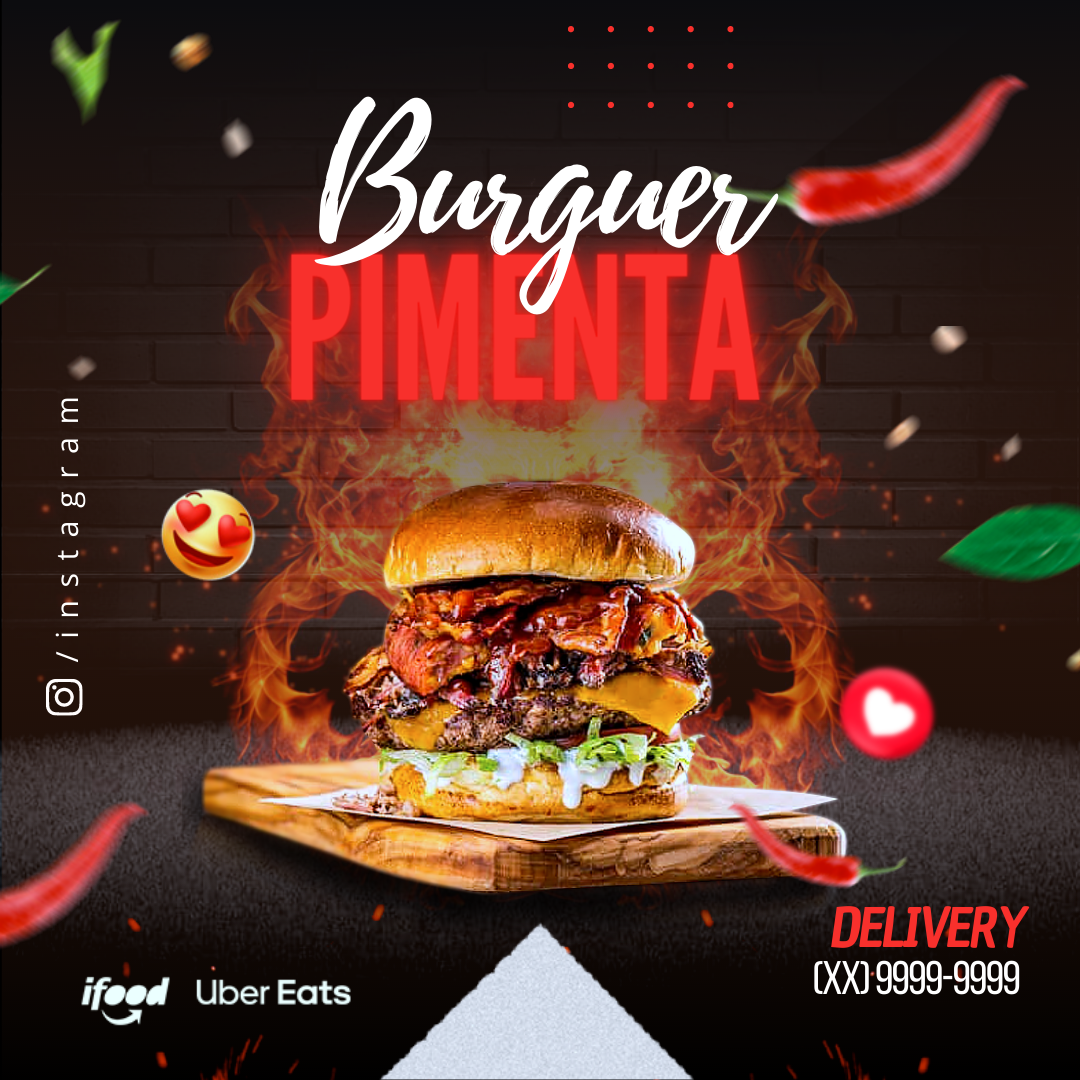 Burguer
PIMENTA
/instagram
DELIVERY
(XX) 9999-9999
ifood
Uber Eats